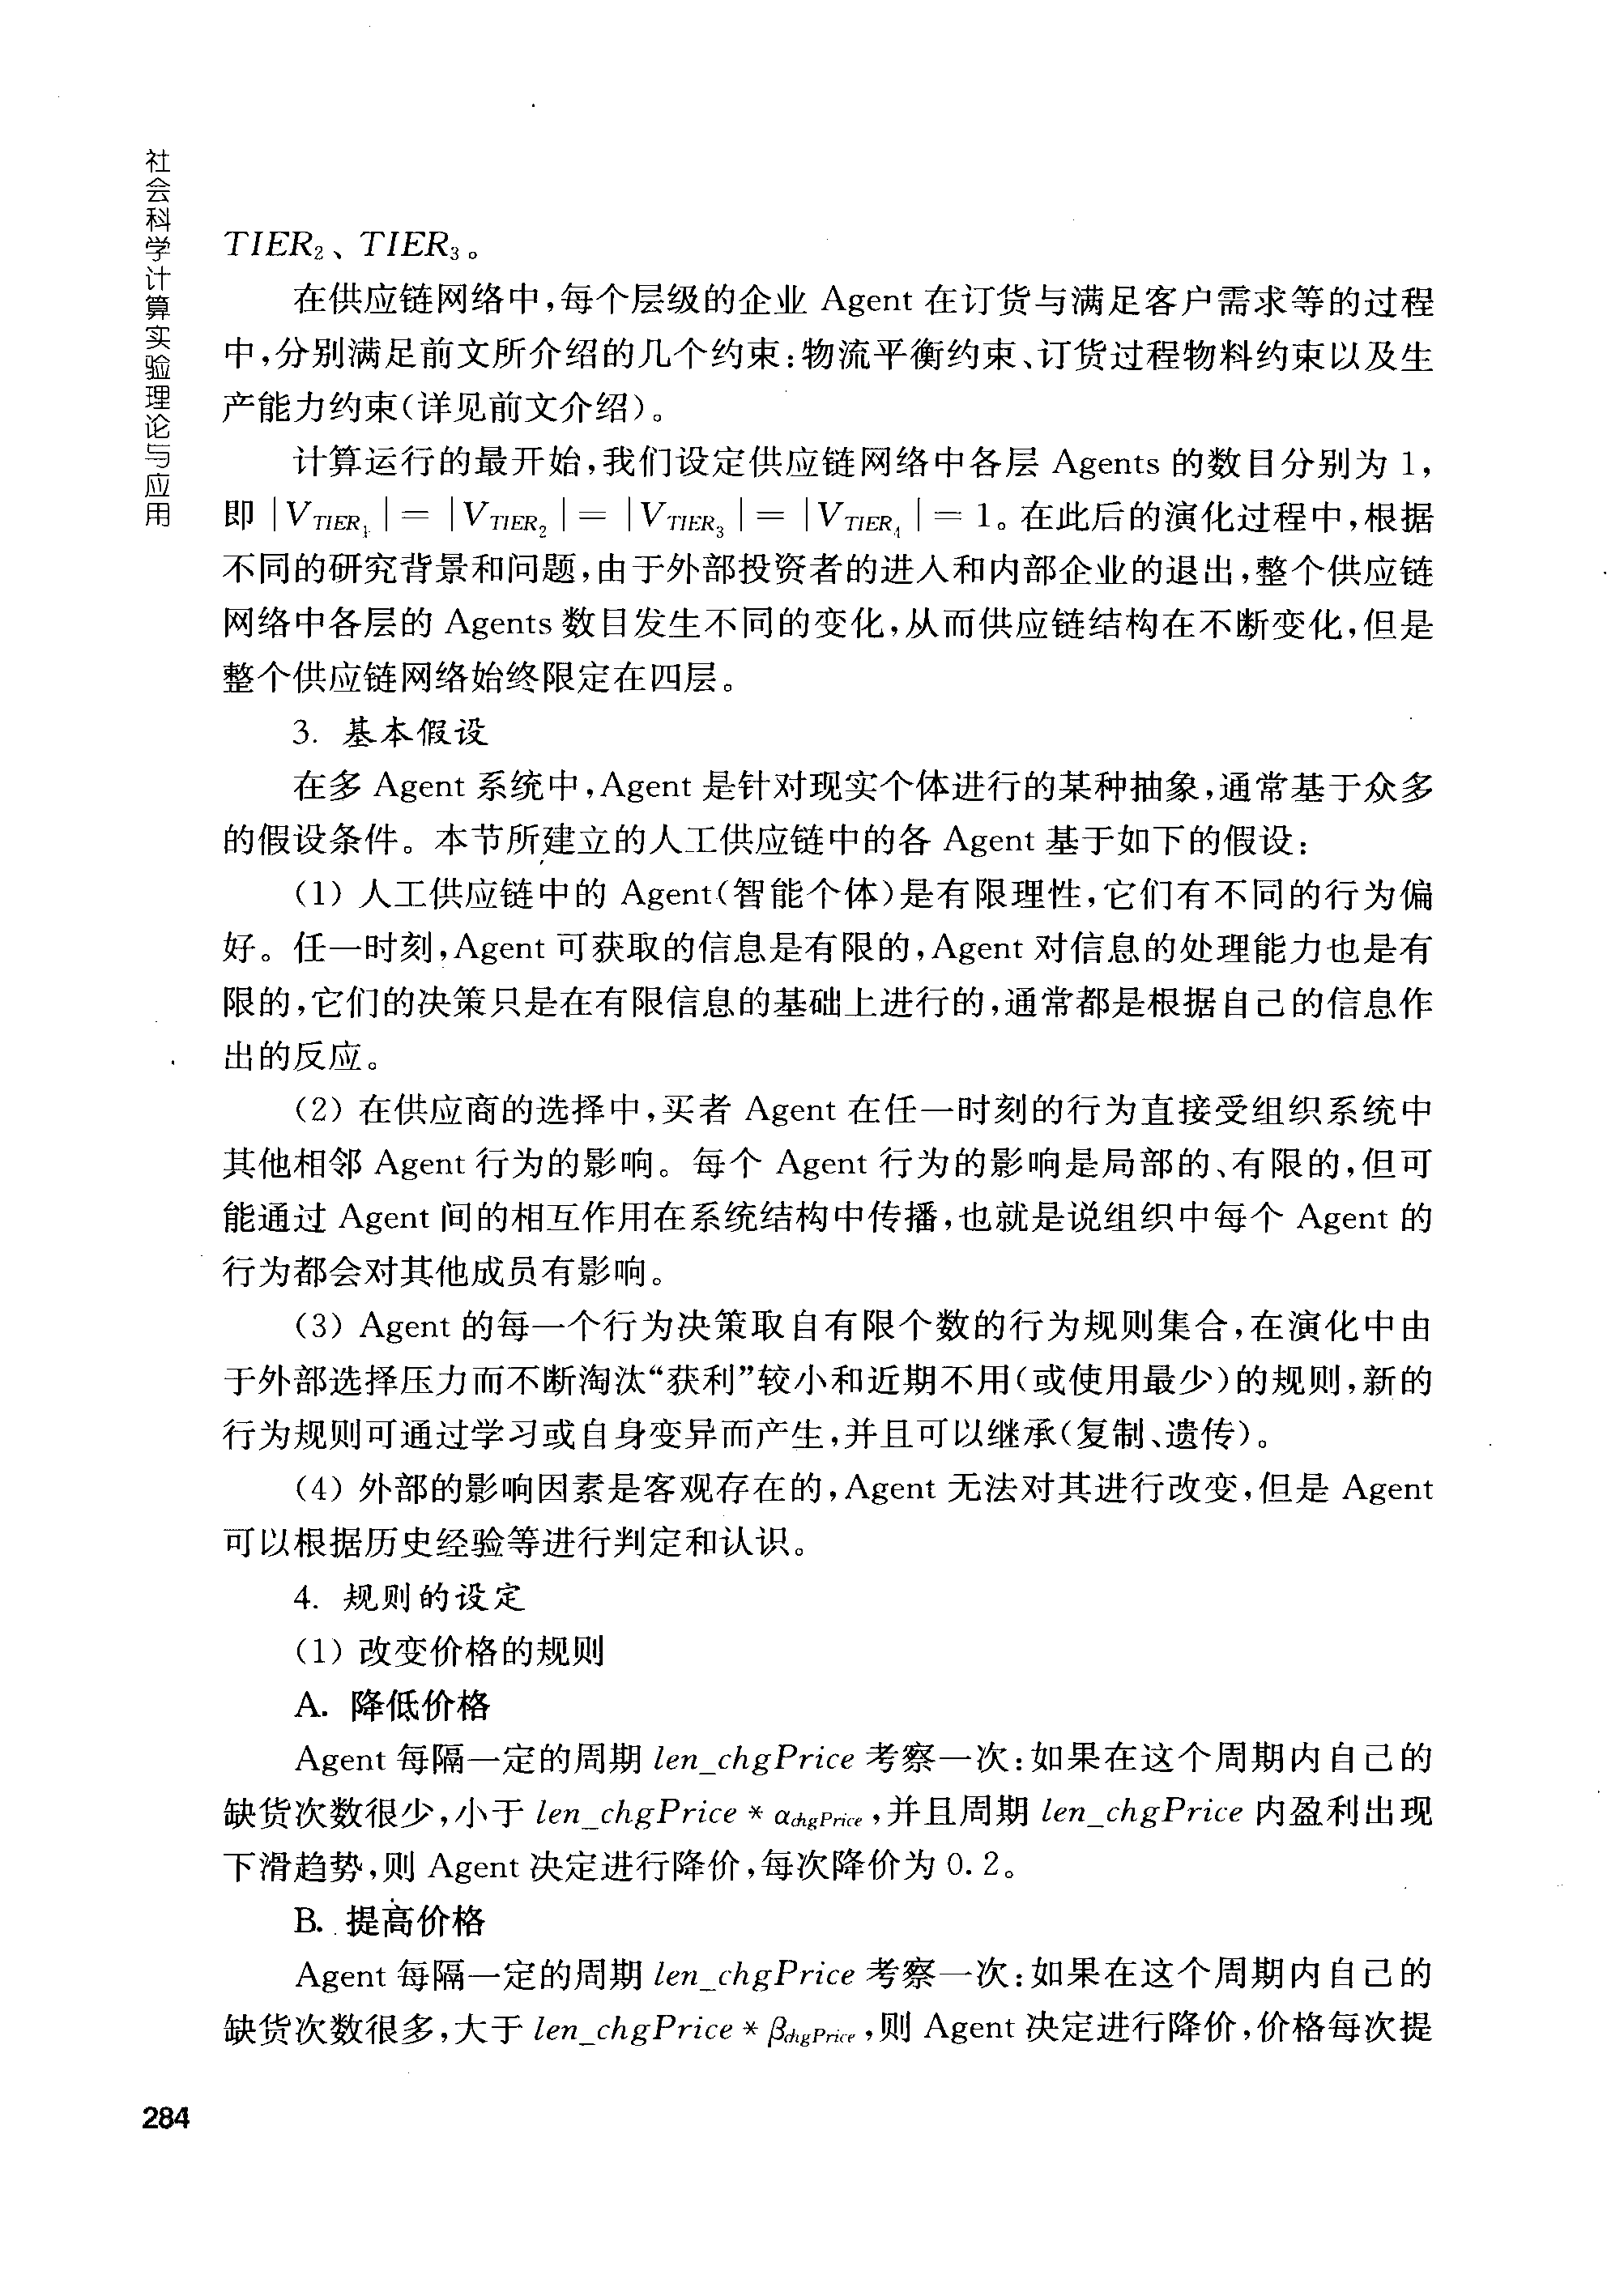 社会科学计算实验理论与应用
TIER₂、TIER₃。
在供应链网络中,每个层级的企业 Agent 在订货与满足客户需求等的过程
中,分别满足前文所介绍的几个约束:物流平衡约束、订货过程物料约束以及生
产能力约束(详见前文介绍)。
计算运行的最开始,我们设定供应链网络中各层 Agents 的数目分别为 1,
即 |V_{TIER₁}| = |V_{TIER₂}| = |V_{TIER₃}| = |V_{TIER₄}| = 1。在此后的演化过程中,根据
不同的研究背景和问题,由于外部投资者的进入和内部企业的退出,整个供应链
网络中各层的 Agents 数目发生不同的变化,从而供应链结构在不断变化,但是
整个供应链网络始终限定在四层。
3. 基本假设
在多 Agent 系统中,Agent 是针对现实个体进行的某种抽象,通常基于众多
的假设条件。本节所建立的人工供应链中的各 Agent 基于如下的假设:
(1) 人工供应链中的 Agent(智能个体)是有限理性,它们有不同的行为偏
好。任一时刻,Agent 可获取的信息是有限的,Agent 对信息的处理能力也是有
限的,它们的决策只是在有限信息的基础上进行的,通常都是根据自己的信息作
出的反应。
(2) 在供应商的选择中,买者 Agent 在任一时刻的行为直接受组织系统中
其他相邻 Agent 行为的影响。每个 Agent 行为的影响是局部的、有限的,但可
能通过 Agent 间的相互作用在系统结构中传播,也就是说组织中每个 Agent 的
行为都会对其他成员有影响。
(3) Agent 的每一个行为决策取自有限个数的行为规则集合,在演化中由
于外部选择压力而不断淘汰“获利”较小和近期不用(或使用最少)的规则,新的
行为规则可通过学习或自身变异而产生,并且可以继承(复制、遗传)。
(4) 外部的影响因素是客观存在的,Agent 无法对其进行改变,但是 Agent
可以根据历史经验等进行判定和认识。
4. 规则的设定
(1) 改变价格的规则
A. 降低价格
Agent 每隔一定的周期 len_chgPrice 考察一次:如果在这个周期内自己的
缺货次数很少,小于 len_chgPrice * α_{chgPrice},并且周期 len_chgPrice 内盈利出现
下滑趋势,则 Agent 决定进行降价,每次降价为 0.2。
B. 提高价格
Agent 每隔一定的周期 len_chgPrice 考察一次:如果在这个周期内自己的
缺货次数很多,大于 len_chgPrice * β_{chgPrice},则 Agent 决定进行降价,价格每次提
284